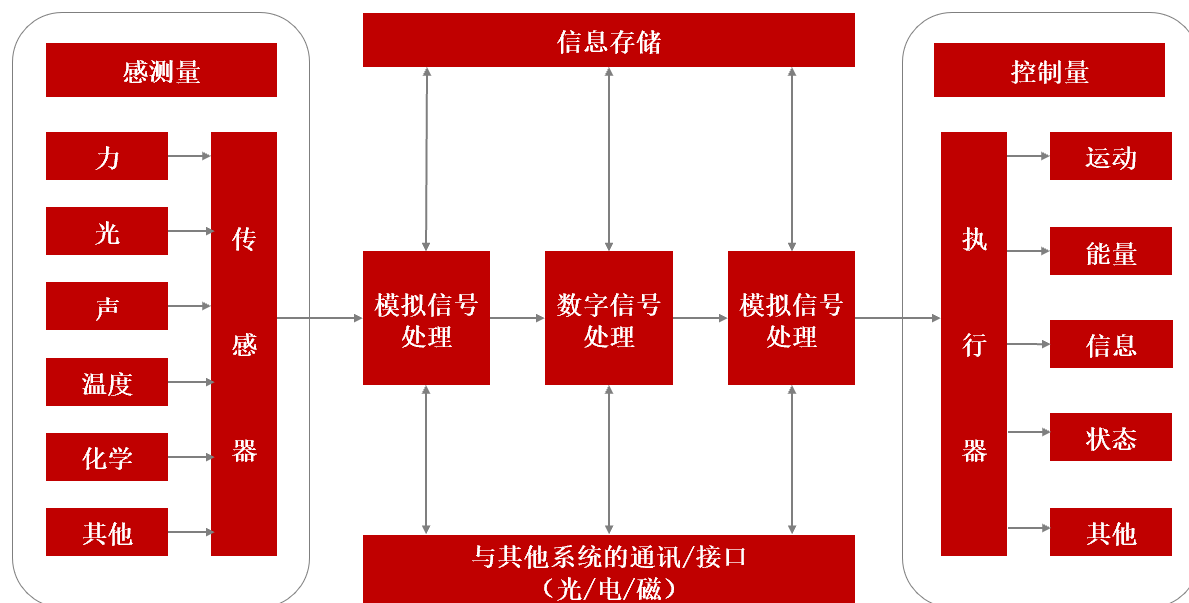 感测量
力
光
声
温度
化学
其他
传
感
器
信息存储
模拟信号
处理
数字信号
处理
模拟信号
处理
与其他系统的通讯/接口
（光/电/磁）
控制量
执
行
器
运动
能量
信息
状态
其他